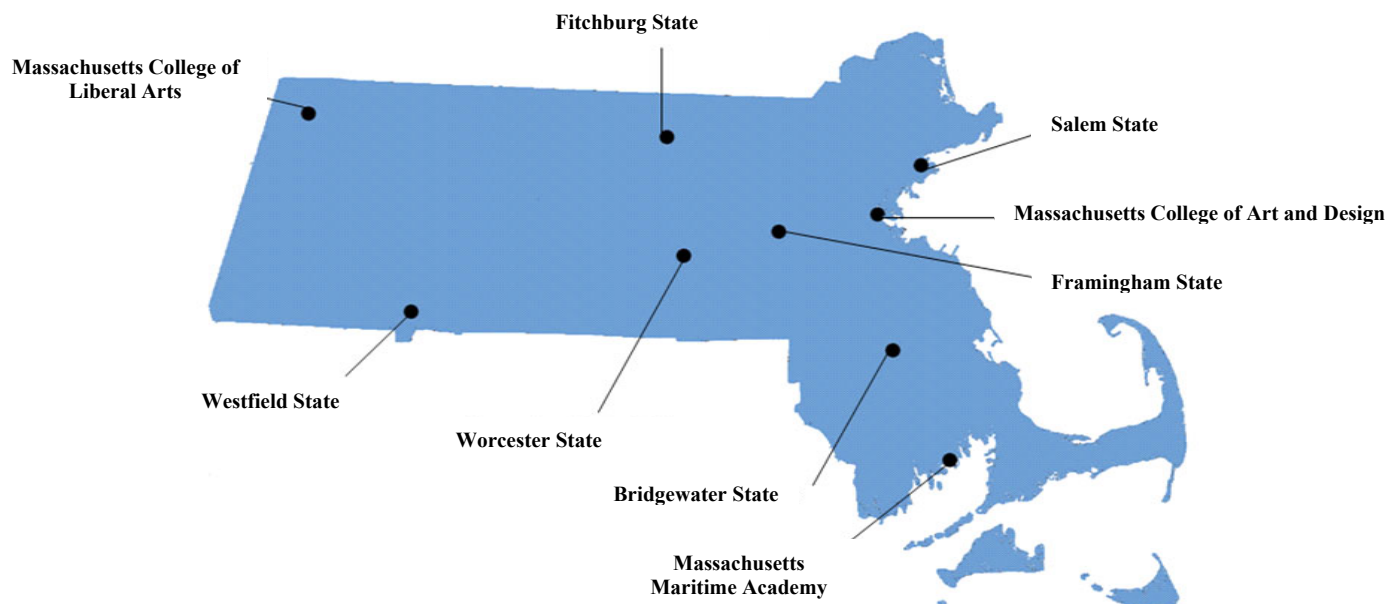 Fitchburg State
Massachusetts College of
Liberal Arts
Salem State
Massachusetts College of Art and Design
Framingham State
Westfield State
Worcester State
Bridgewater State
Massachusetts
Maritime Academy